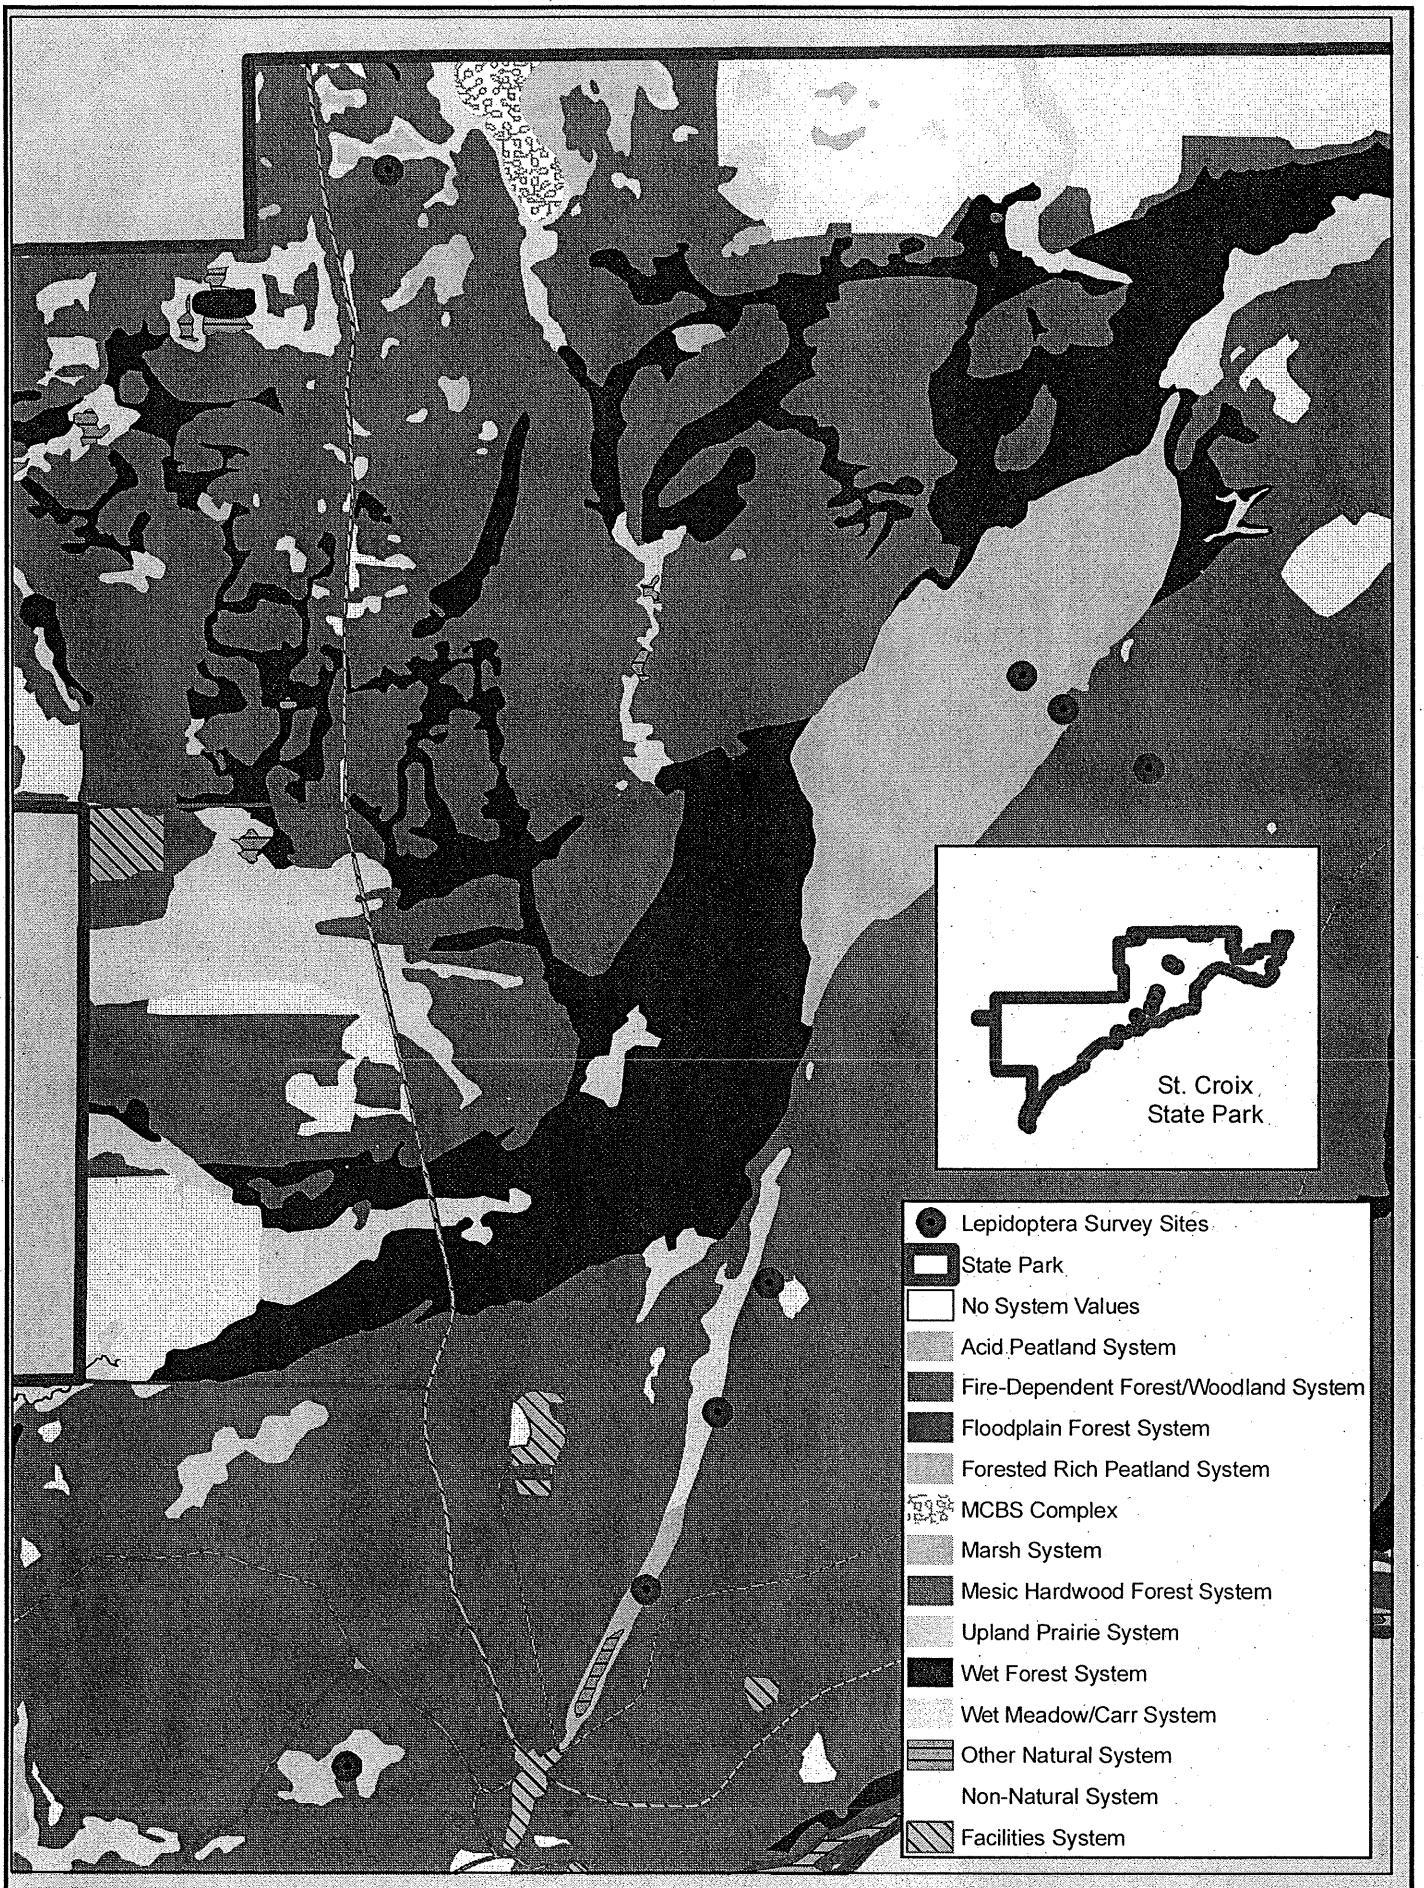 St. Croix
State Park
Lepidoptera Survey Sites
State Park
No System Values
Acid Peatland System
Fire-Dependent Forest/Woodland System
Floodplain Forest System
Forested Rich Peatland System
MCBS Complex
Marsh System
Mesic Hardwood Forest System
Upland Prairie System
Wet Forest System
Wet Meadow/Carr System
Other Natural System
Non-Natural System
Facilities System